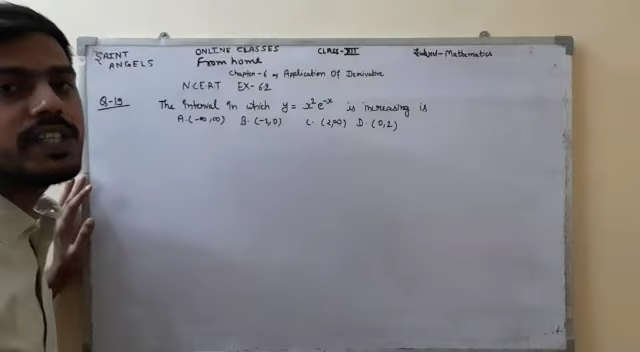 SAINT ANGELS
ONLINE CLASSES
From home
CLASS-XII
Subject- Mathematics
Chapter-6, Application Of Derivative
NCERT EX-6.2
Q-19 The Interval in which y = x²e⁻ˣ is increasing is
A. (-∞,∞) B. (-2,0) C. (2,∞) D. (0,2)